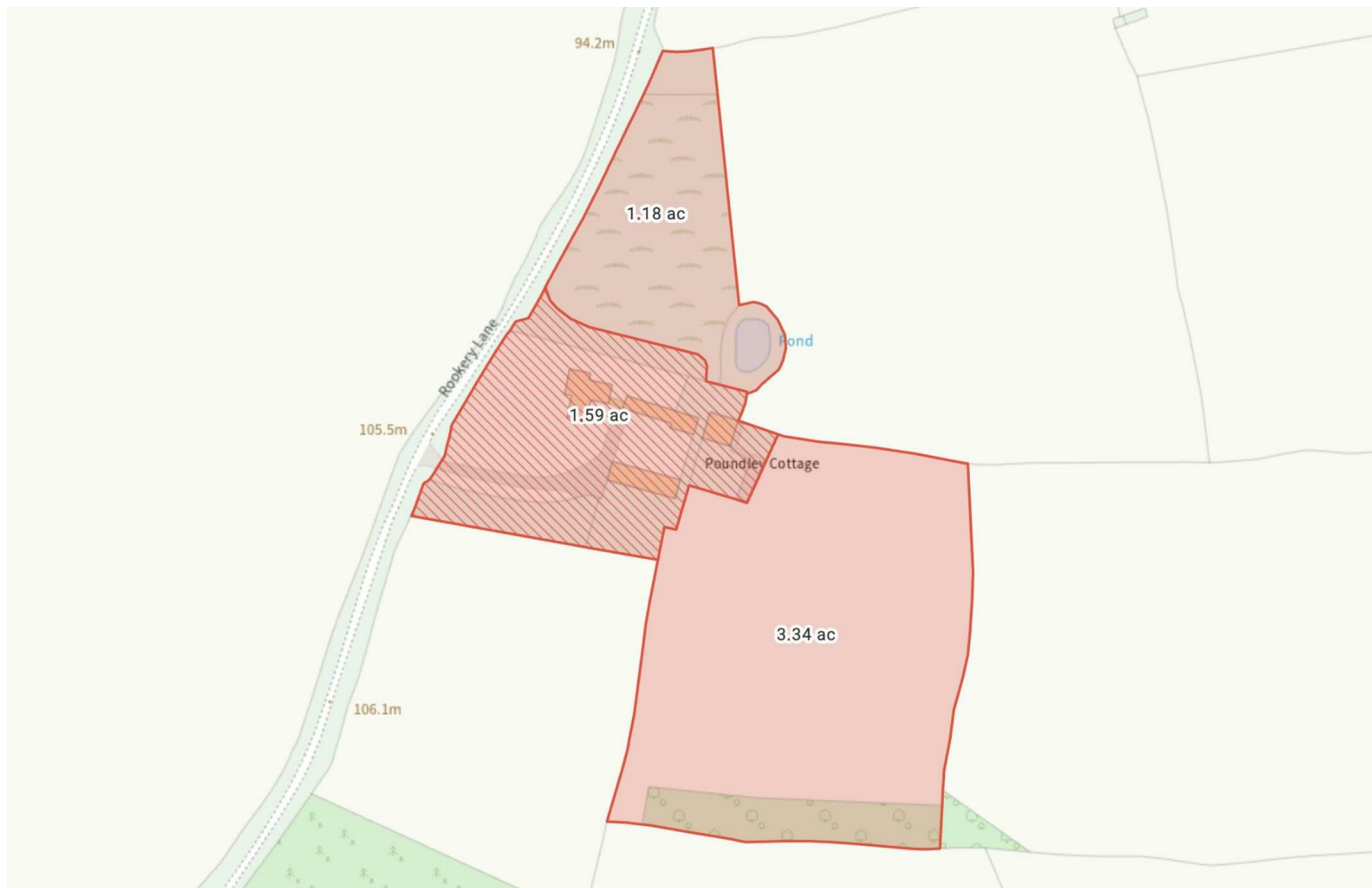 94.2m
1.18 ac
Pond
Rookery Lane
1.59 ac
105.5m
Poundley Cottage
3.34 ac
106.1m